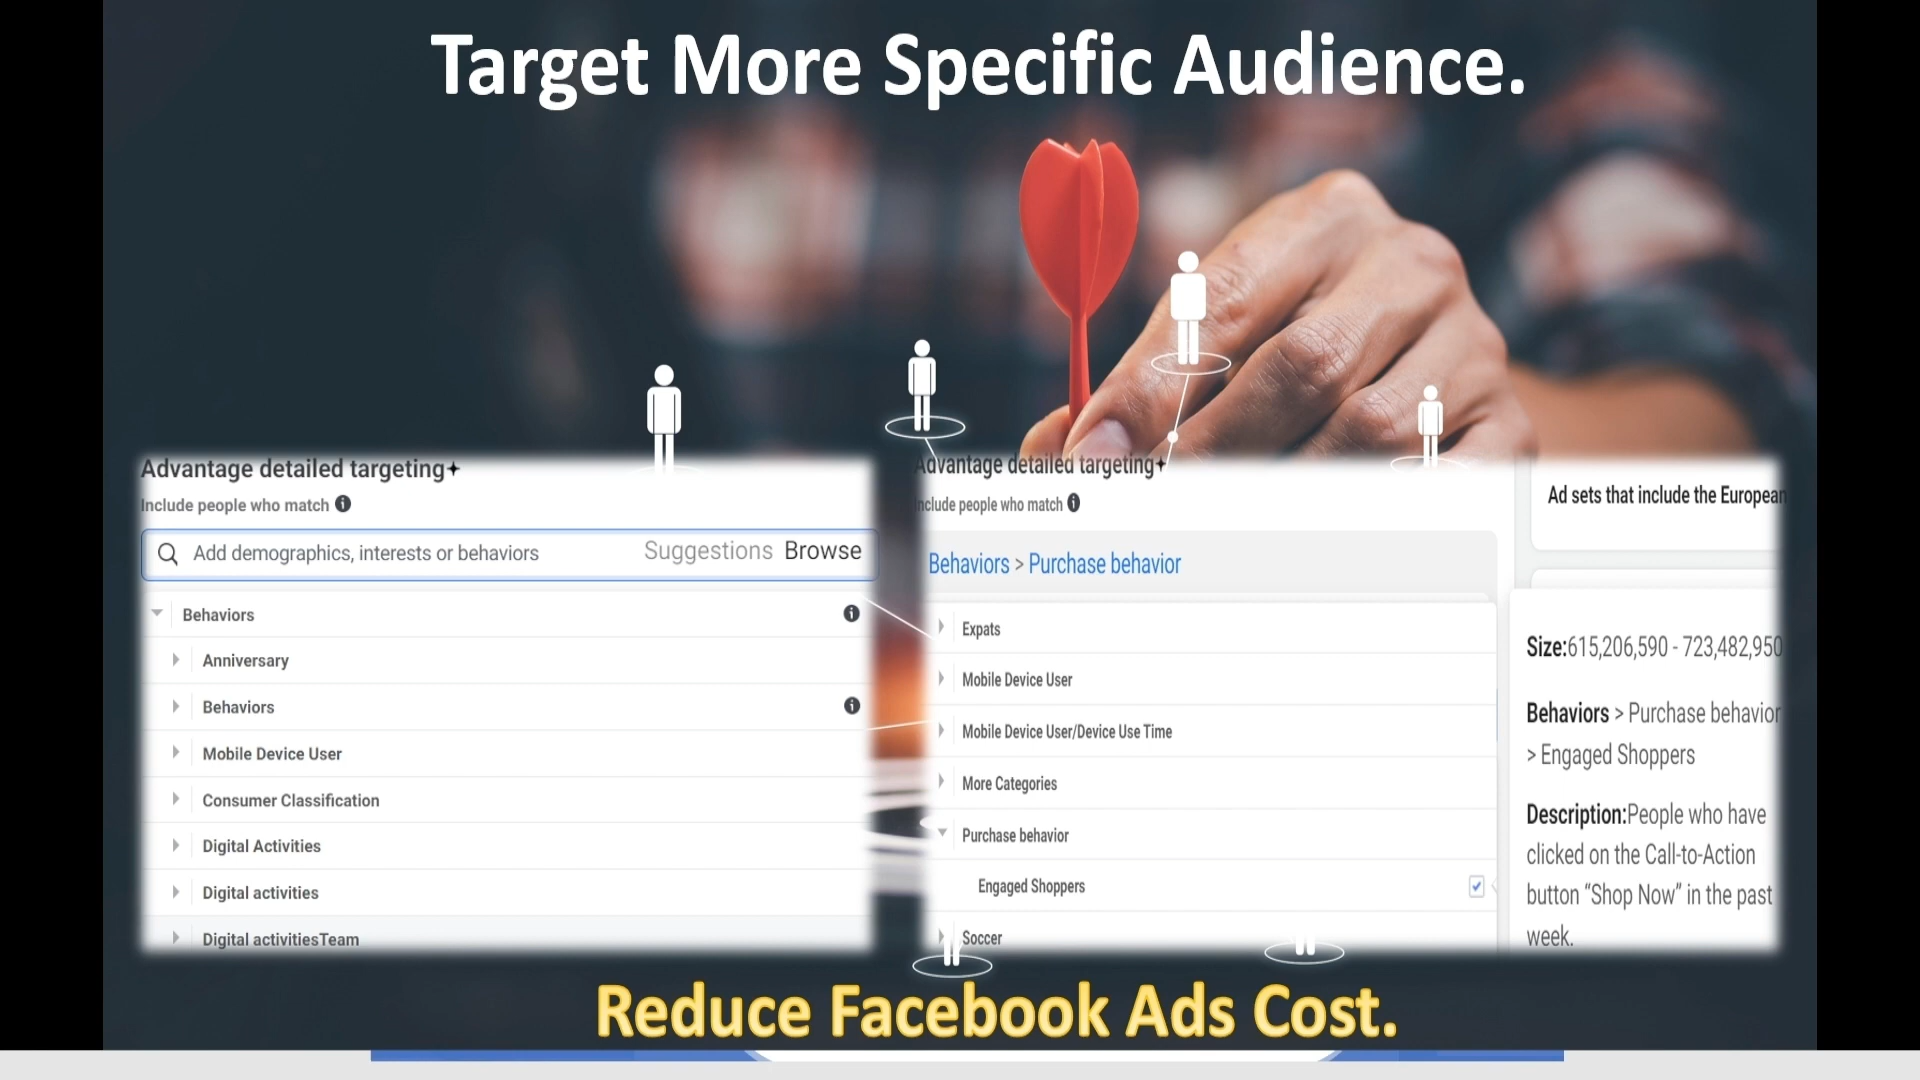 Target More Specific Audience.
Advantage detailed targeting
Include people who match
Add demographics, interests or behaviors
Suggestions Browse
Behaviors
Anniversary
Behaviors
Mobile Device User
Consumer Classification
Digital Activities
Digital activities
Digital activitiesTeam
Advantage detailed targeting
Include people who match
Behaviors > Purchase behavior
Expats
Mobile Device User
Mobile Device User/Device Use Time
More Categories
Purchase behavior
Engaged Shoppers
Soccer
Ad sets that include the European
Size:615,206,590 - 723,482,950
Behaviors > Purchase behavior
> Engaged Shoppers
Description:People who have
clicked on the Call-to-Action
button “Shop Now” in the past
week.
Reduce Facebook Ads Cost.